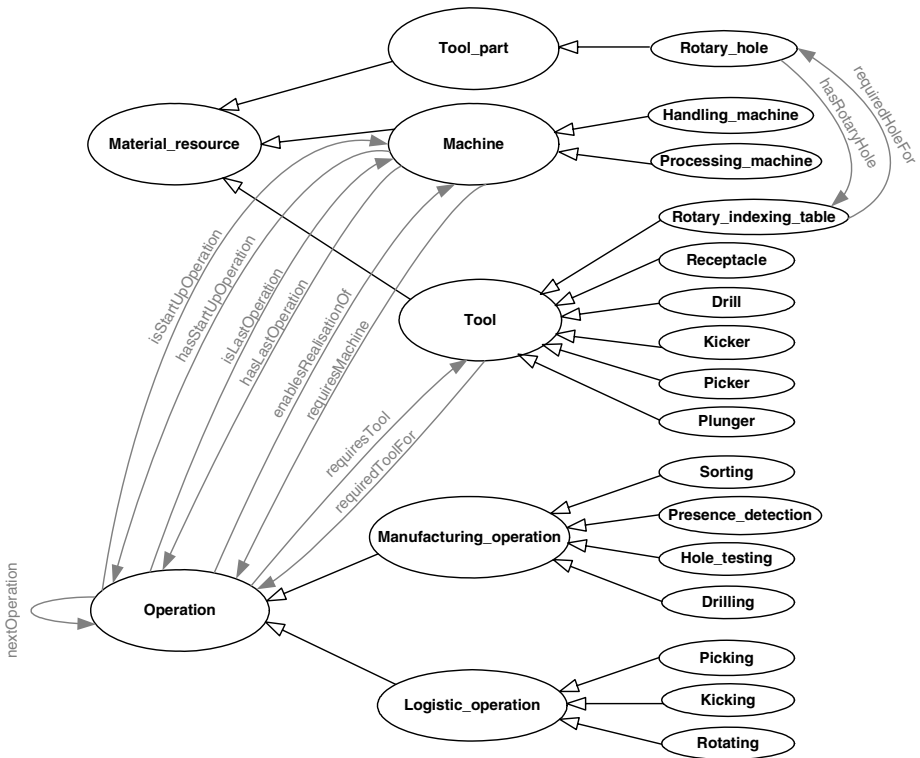 Tool_part
Rotary_hole
Material_resource
Machine
Handling_machine
Processing_machine
hasRotaryHole
requiredHoleFor
Rotary_indexing_table
Receptacle
Drill
Tool
Kicker
Picker
Plunger
isStartUpOperation
hasStartUpOperation
isLastOperation
hasLastOperation
enablesRealisationOf
requiresMachine
requiresTool
requiredToolFor
Sorting
Presence_detection
Manufacturing_operation
Hole_testing
Drilling
nextOperation
Operation
Picking
Logistic_operation
Kicking
Rotating